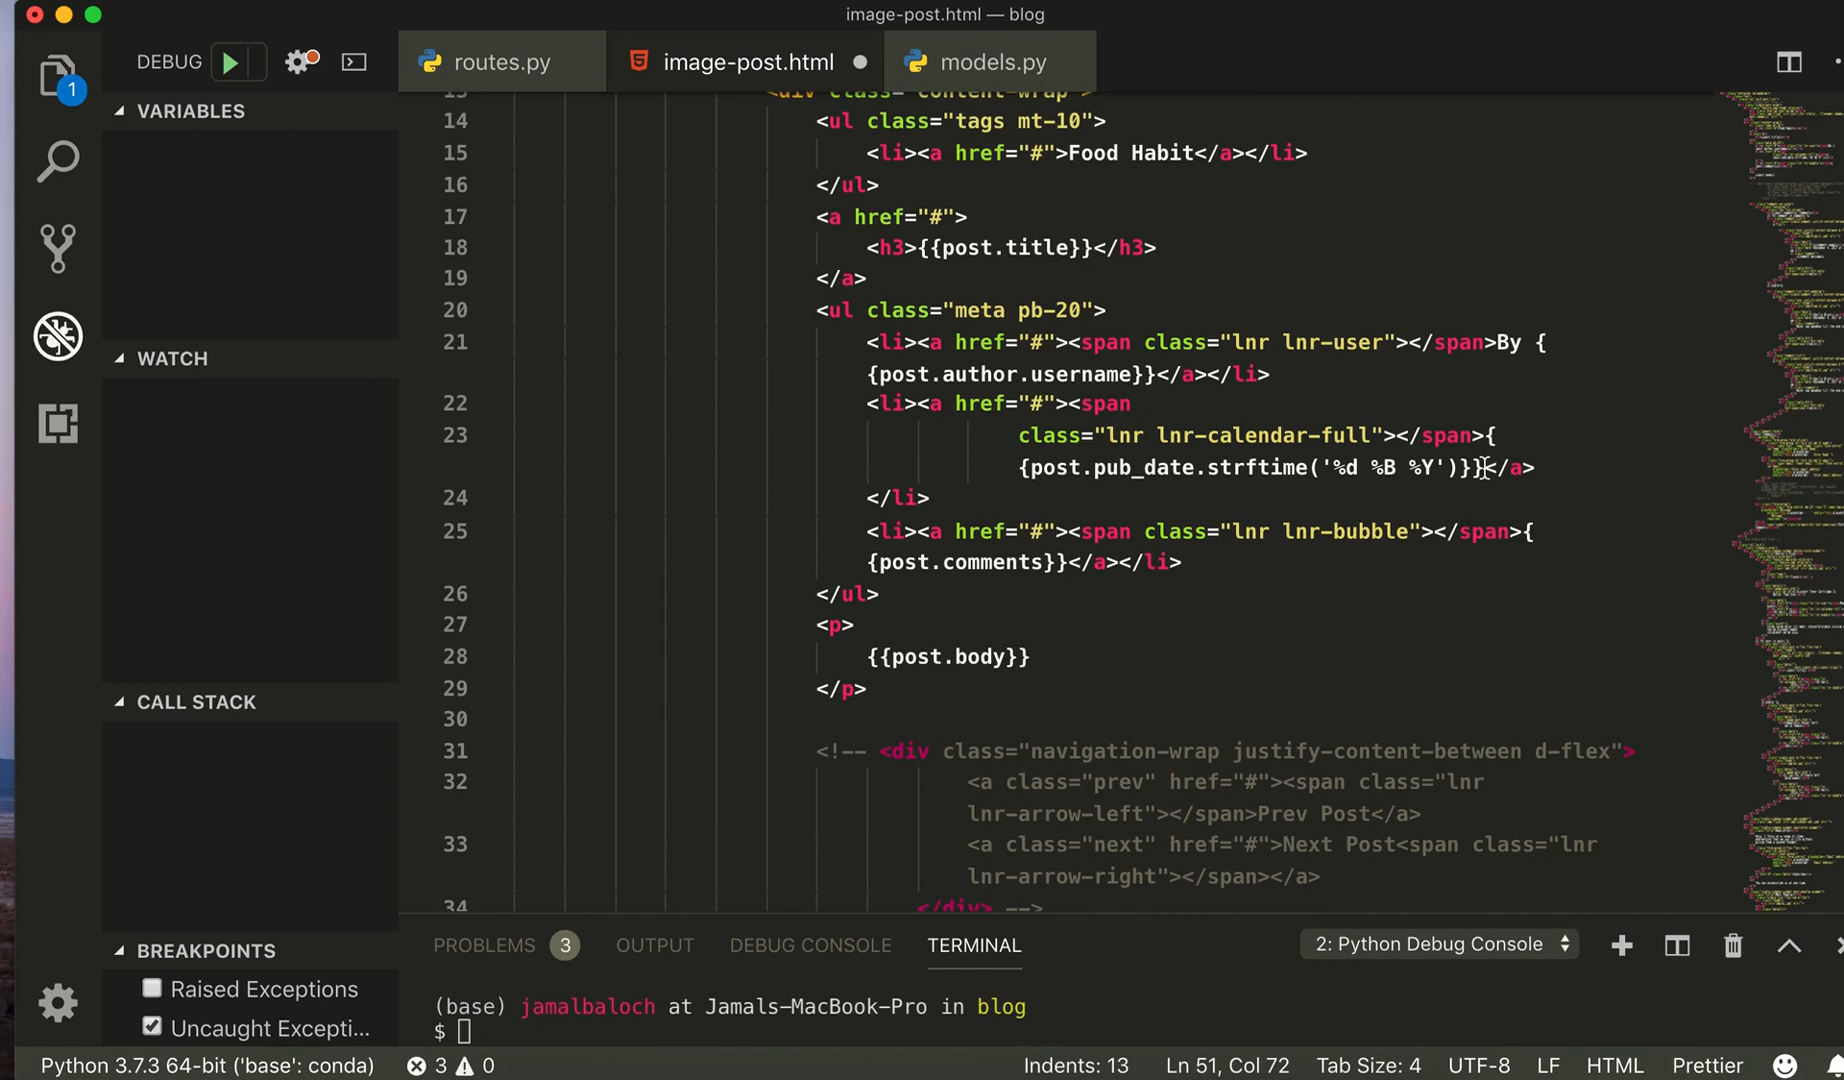 image-post.html — blog
DEBUG
routes.py
image-post.html
models.py
1
VARIABLES
WATCH
CALL STACK
BREAKPOINTS
Raised Exceptions
Uncaught Excepti...
13 <div class="content-wrap">
14 <ul class="tags mt-10">
15 <li><a href="#">Food Habit</a></li>
16 </ul>
17 <a href="#">
18 <h3>{{post.title}}</h3>
19 </a>
20 <ul class="meta pb-20">
21 <li><a href="#"><span class="lnr lnr-user"></span>By {
{post.author.username}}</a></li>
22 <li><a href="#"><span
23 class="lnr lnr-calendar-full"></span>{
{post.pub_date.strftime('%d %B %Y')}}</a>
24 </li>
25 <li><a href="#"><span class="lnr lnr-bubble"></span>{
{post.comments}}</a></li>
26 </ul>
27 <p>
28 {{post.body}}
29 </p>
30
31 <!-- <div class="navigation-wrap justify-content-between d-flex">
32 <a class="prev" href="#"><span class="lnr
lnr-arrow-left"></span>Prev Post</a>
33 <a class="next" href="#">Next Post<span class="lnr
lnr-arrow-right"></span></a>
34 </div> -->
PROBLEMS 3 OUTPUT DEBUG CONSOLE TERMINAL 2: Python Debug Console
(base) jamalbaloch at Jamals-MacBook-Pro in blog
$
Python 3.7.3 64-bit ('base': conda) 3 0 Indents: 13 Ln 51, Col 72 Tab Size: 4 UTF-8 LF HTML Prettier